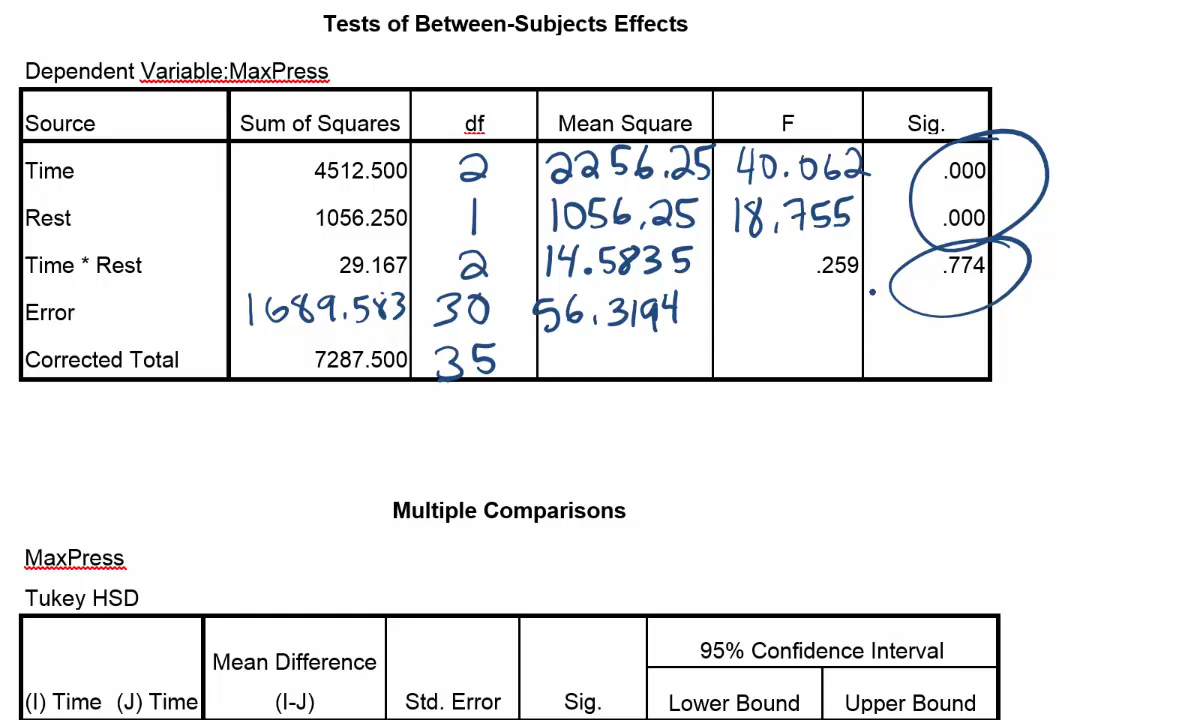 Tests of Between-Subjects Effects
Dependent Variable:MaxPress
Source Sum of Squares df Mean Square F Sig.
Time 4512.500 2 2256.25 40.062 .000
Rest 1056.250 1 1056.25 18.755 .000
Time * Rest 29.167 2 14.5835 .259 .774
Error 1689.583 30 56.3194
Corrected Total 7287.500 35
Multiple Comparisons
MaxPress
Tukey HSD
95% Confidence Interval
Mean Difference
(I) Time (J) Time (I-J) Std. Error Sig. Lower Bound Upper Bound